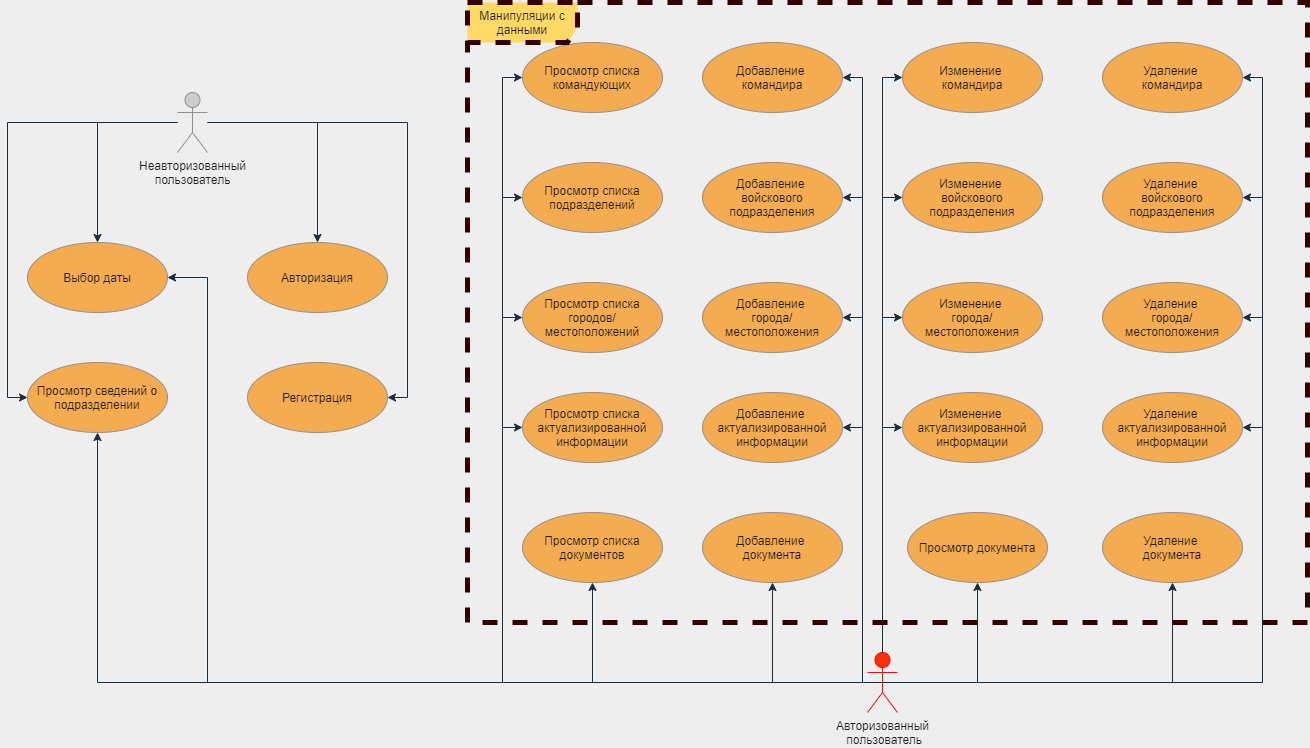 Манипуляции с
данными
Просмотр списка
командующих
Добавление
командира
Изменение
командира
Удаление
командира
Неавторизованный
пользователь
Просмотр списка
подразделений
Добавление
войскового
подразделения
Изменение
войскового
подразделения
Удаление
войскового
подразделения
Выбор даты
Авторизация
Просмотр списка
городов/
местоположений
Добавление
города/
местоположения
Изменение
города/
местоположения
Удаление
города/
местоположения
Просмотр сведений о
подразделении
Регистрация
Просмотр списка
актуализированной
информации
Добавление
актуализированной
информации
Изменение
актуализированной
информации
Удаление
актуализированной
информации
Просмотр списка
документов
Добавление
документа
Просмотр документа
Удаление
документа
Авторизованный
пользователь